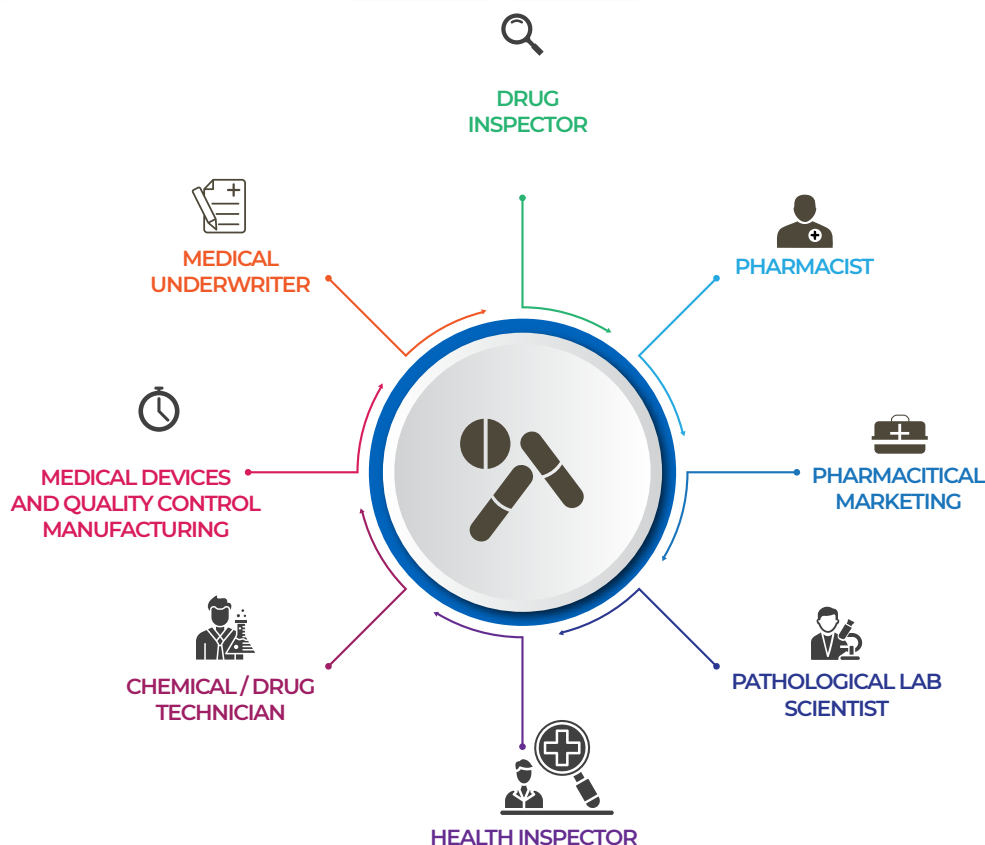 DRUG
INSPECTOR
PHARMACIST
PHARMACITICAL
MARKETING
PATHOLOGICAL LAB
SCIENTIST
HEALTH INSPECTOR
CHEMICAL / DRUG
TECHNICIAN
MEDICAL DEVICES
AND QUALITY CONTROL
MANUFACTURING
MEDICAL
UNDERWRITER